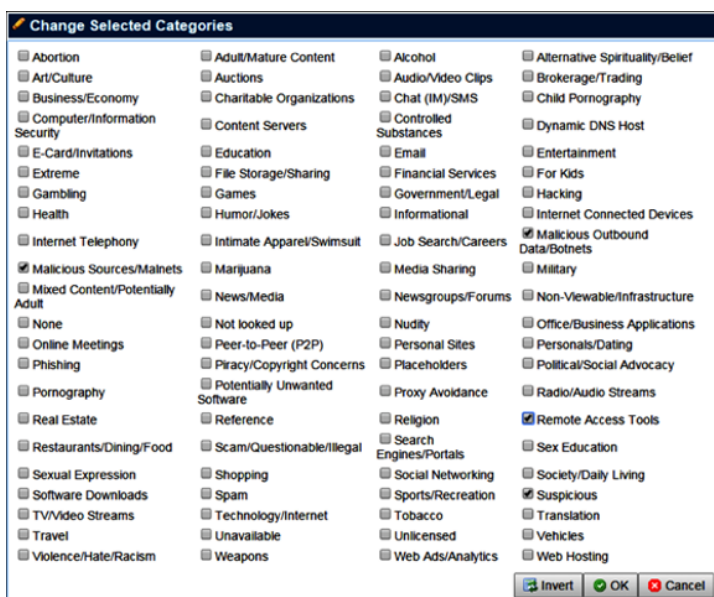 Change Selected Categories
Abortion Adult/Mature Content Alcohol Alternative Spirituality/Belief
Art/Culture Auctions Audio/Video Clips Brokerage/Trading
Business/Economy Charitable Organizations Chat (IM)/SMS Child Pornography
Computer/Information Security Content Servers Controlled Substances Dynamic DNS Host
E-Card/Invitations Education Email Entertainment
Extreme File Storage/Sharing Financial Services For Kids
Gambling Games Government/Legal Hacking
Health Humor/Jokes Informational Internet Connected Devices
Internet Telephony Intimate Apparel/Swimsuit Job Search/Careers Malicious Outbound Data/Botnets
Malicious Sources/Malnets Marijuana Media Sharing Military
Mixed Content/Potentially Adult News/Media Newsgroups/Forums Non-Viewable/Infrastructure
None Not looked up Nudity Office/Business Applications
Online Meetings Peer-to-Peer (P2P) Personal Sites Personals/Dating
Phishing Piracy/Copyright Concerns Placeholders Political/Social Advocacy
Pornography Potentially Unwanted Software Proxy Avoidance Radio/Audio Streams
Real Estate Reference Religion Remote Access Tools
Restaurants/Dining/Food Scam/Questionable/Illegal Search Engines/Portals Sex Education
Sexual Expression Shopping Social Networking Society/Daily Living
Software Downloads Spam Sports/Recreation Suspicious
TV/Video Streams Technology/Internet Tobacco Translation
Travel Unavailable Unlicensed Vehicles
Violence/Hate/Racism Weapons Web Ads/Analytics Web Hosting
Invert OK Cancel